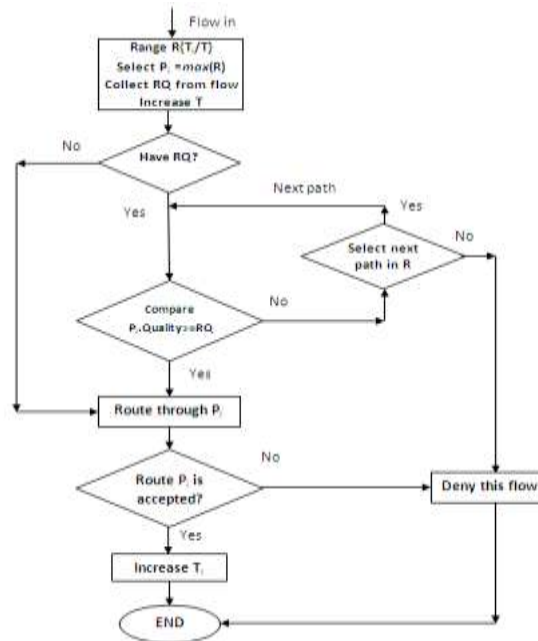 Flow in
Range R(Tᵢ/T)
Select Pᵢ =max(R)
Collect RQ from flow
Increase T
No
Have RQ?
Next path
Yes
Yes
No
Select next
path in R
Compare
Pᵢ.Quality>=RQ
No
Yes
Route through Pᵢ
No
Route Pᵢ is
accepted?
Deny this flow
Yes
Increase Tᵢ
END